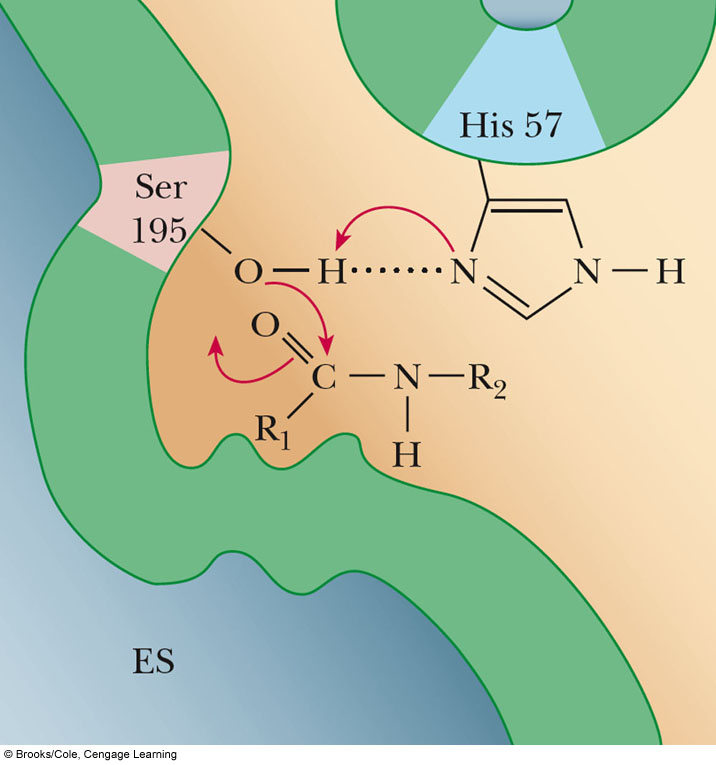 His 57
Ser
195
O H N N H
O
C N R2
R1
H
ES
© Brooks/Cole, Cengage Learning